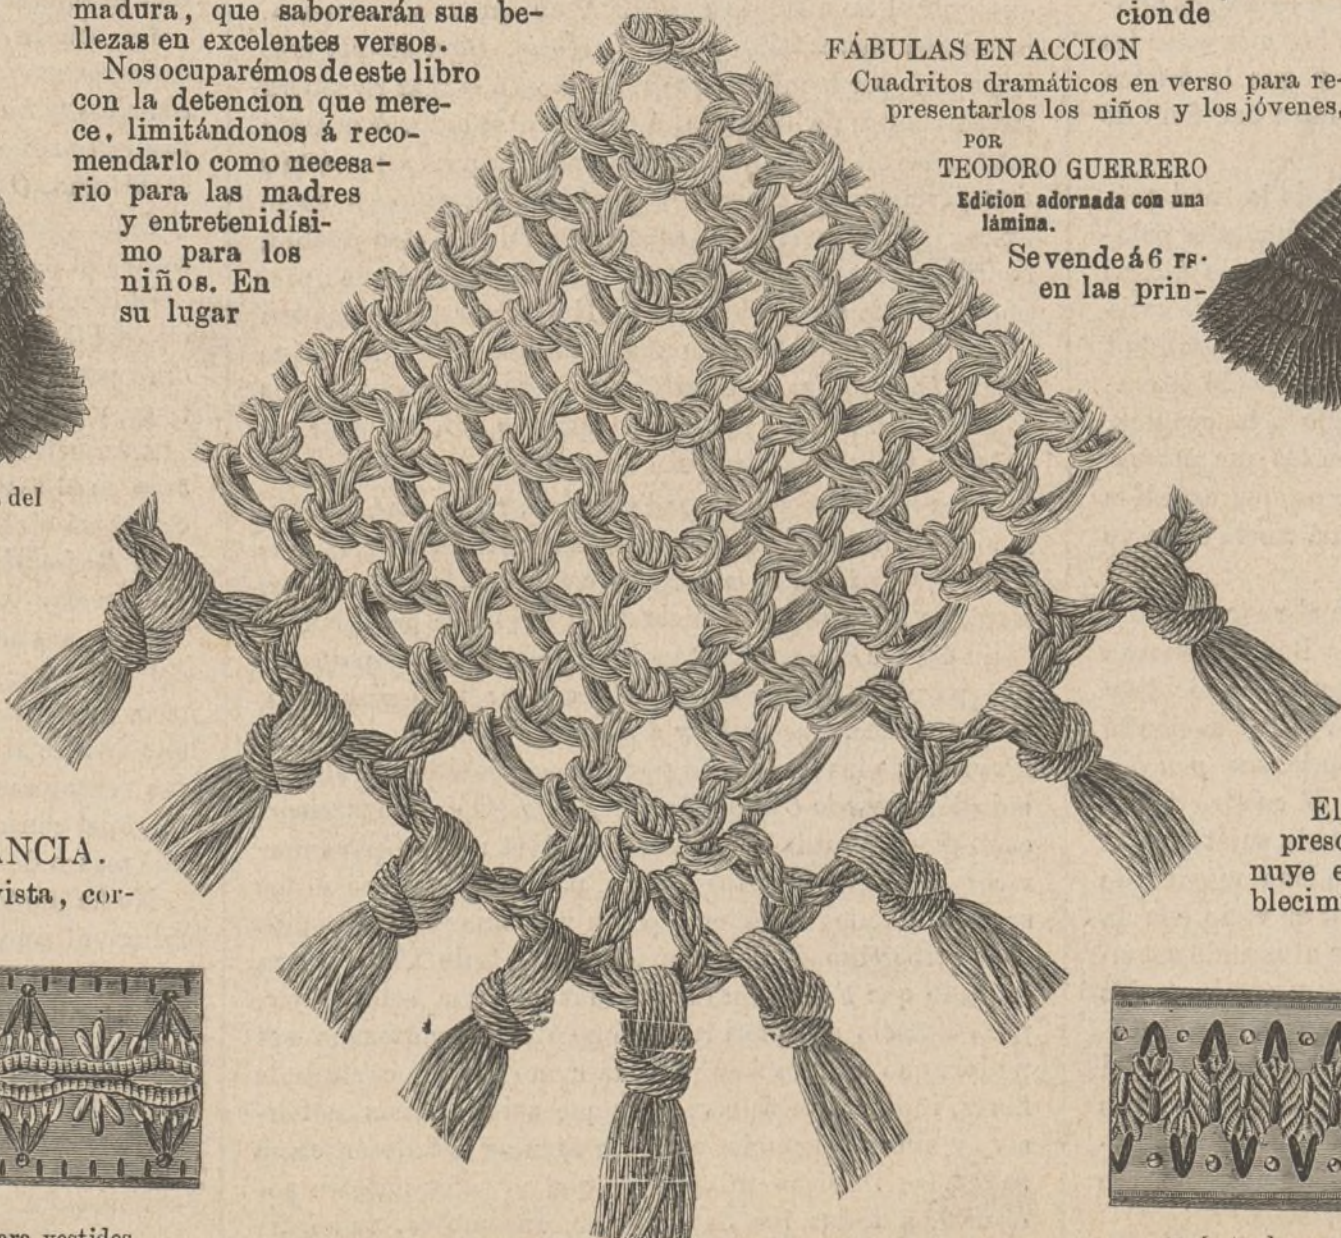 madura, que saborearán sus be-
llezas en excelentes versos.
Nos ocuparémos de este libro
con la detencion que mere-
ce, limitándonos á reco-
mendarlo como necesa-
rio para las madres
y entretenidísi-
mo para los
niños. En
su lugar
cion de
FÁBULAS EN ACCION
Cuadritos dramáticos en verso para re-
presentarlos los niños y los jóvenes,
POR
TEODORO GUERRERO
Edicion adornada con una
lámina.
Se vende á 6 rs.
en las prin-
del
ANCIA.
vista, cor-
El
presc
nuye e
blecim
vestidos